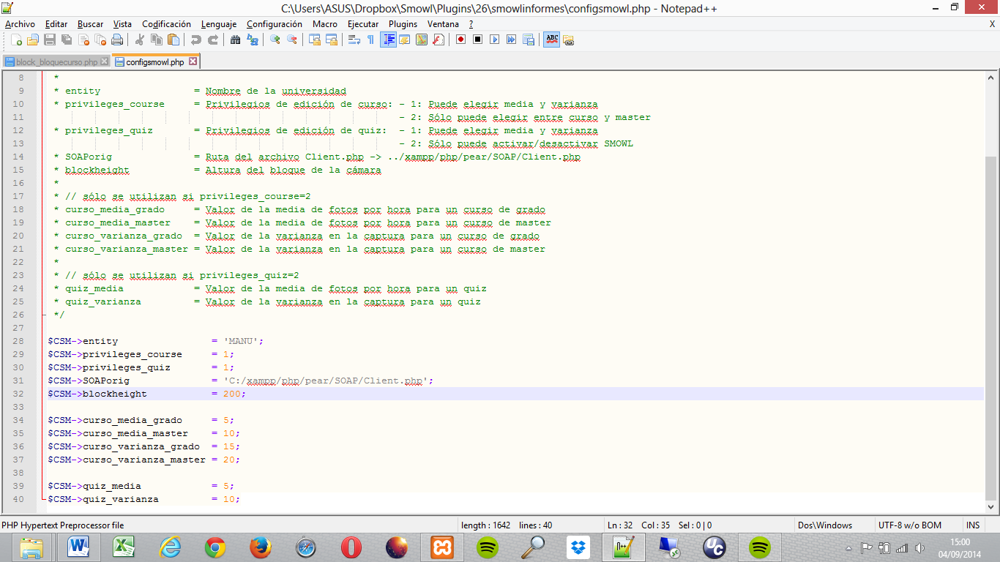 C:\Users\ASUS\Dropbox\Smowl\Plugins\26\smowlinformes\configsmowl.php - Notepad++
Archivo Editar Buscar Vista Codificación Lenguaje Configuración Macro Ejecutar Plugins Ventana ? X
ABC
block_bloquecurso.php configsmowl.php
8 *
9 * entity = Nombre de la universidad
10 * privileges_course = Privilegios de edición de curso: - 1: Puede elegir media y varianza
11 - 2: Sólo puede elegir entre curso y master
12 * privileges_quiz = Privilegios de edición de quiz: - 1: Puede elegir media y varianza
13 - 2: Sólo puede activar/desactivar SMOWL
14 * SOAPorig = Ruta del archivo Client.php -> ../xampp/php/pear/SOAP/Client.php
15 * blockheight = Altura del bloque de la cámara
16 *
17 * // sólo se utilizan si privileges_course=2
18 * curso_media_grado = Valor de la media de fotos por hora para un curso de grado
19 * curso_media_master = Valor de la media de fotos por hora para un curso de master
20 * curso_varianza_grado = Valor de la varianza en la captura para un curso de grado
21 * curso_varianza_master = Valor de la varianza en la captura para un curso de master
22 *
23 * // sólo se utilizan si privileges_quiz=2
24 * quiz_media = Valor de la media de fotos por hora para un quiz
25 * quiz_varianza = Valor de la varianza en la captura para un quiz
26 */
27
28 $CSM->entity = 'MANU';
29 $CSM->privileges_course = 1;
30 $CSM->privileges_quiz = 1;
31 $CSM->SOAPorig = 'C:/xampp/php/pear/SOAP/Client.php';
32 $CSM->blockheight = 200;
33
34 $CSM->curso_media_grado = 5;
35 $CSM->curso_media_master = 10;
36 $CSM->curso_varianza_grado = 15;
37 $CSM->curso_varianza_master = 20;
38
39 $CSM->quiz_media = 5;
40 $CSM->quiz_varianza = 10;
PHP Hypertext Preprocessor file length : 1642 lines : 40 Ln : 32 Col : 35 Sel : 0 | 0 Dos\Windows UTF-8 w/o BOM INS
15:00
04/09/2014